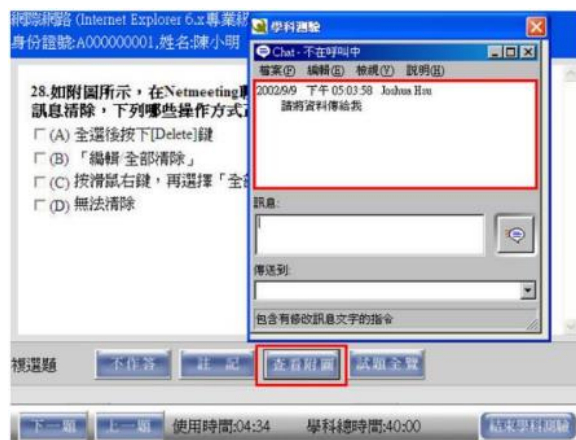 網際網路 (Internet Explorer 6.x專業級
身份證號:A000000001,姓名:陳小明
學科測驗
Chat - 不在呼叫中
檔案(F) 編輯(E) 檢視(V) 說明(H)
2002/9/9 下午 05:03:58 Joshua Hsu
請將資料傳給我
訊息:
傳送到:
包含有修改訊息文字的指令
28.如附圖所示，在Netmeeting
訊息清除，下列哪些操作方式
(A) 全選後按下[Delete]鍵
(B) 「編輯/全部清除」
(C) 按滑鼠右鍵，再選擇「全
(D) 無法清除
複選題 不作答 註 記 查看附圖 試題全覽
下一題 上一題 使用時間:04:34 學科總時間:40:00 結束學科測驗